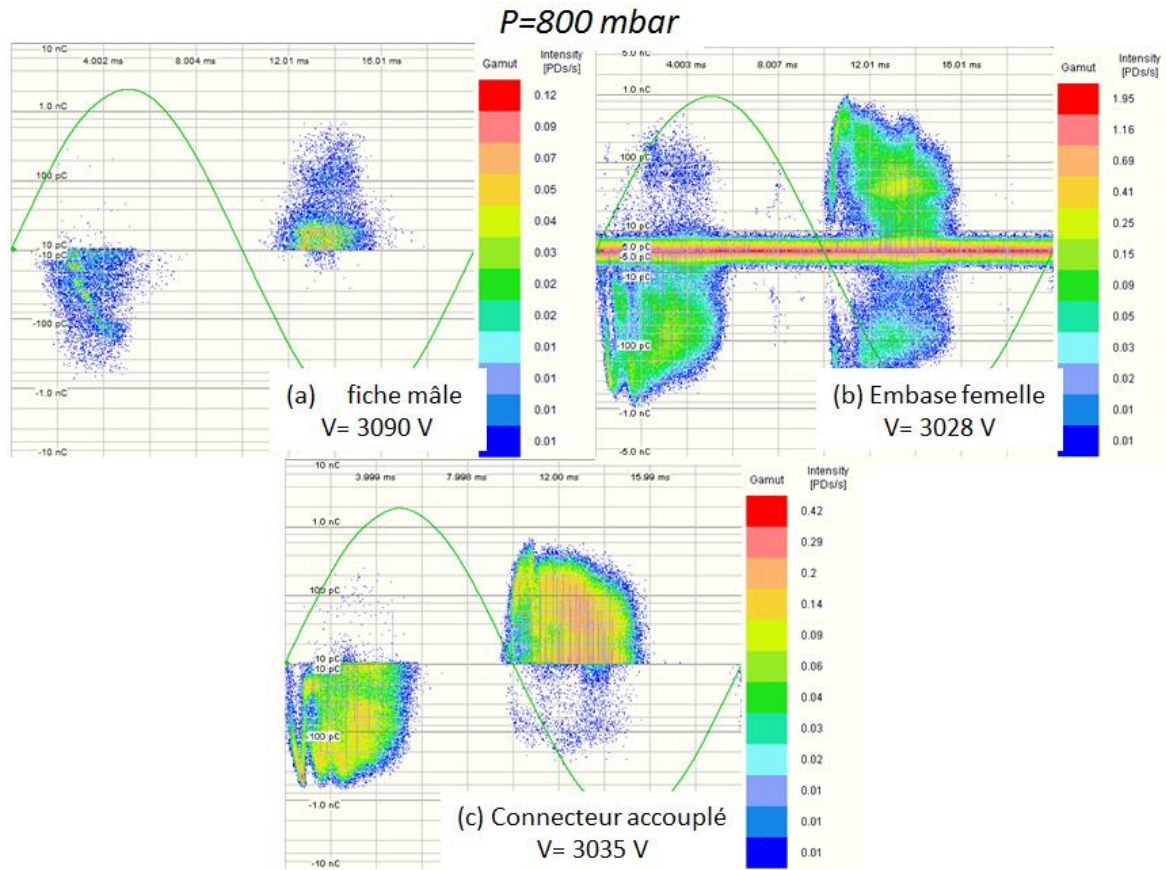 P=800 mbar
10 nC
4.002 ms 8.004 ms 12.01 ms 16.01 ms
1.0 nC
100 pC
10 pC
10 pC
-100 pC
-1.0 nC
-10 nC
(a) fiche mâle
V= 3090 V
Gamut Intensity
[PDs/s]
0.12
0.09
0.07
0.05
0.04
0.03
0.02
0.02
0.01
0.01
0.01
0.01
5.0 nC
4.003 ms 8.007 ms 12.01 ms 16.01 ms
1.0 nC
100 pC
10 pC
5.0 pC
-5.0 pC
-10 pC
-100 pC
-1.0 nC
-5.0 nC
(b) Embase femelle
V= 3028 V
Gamut Intensity
[PDs/s]
1.95
1.16
0.69
0.41
0.25
0.15
0.09
0.05
0.03
0.02
0.01
0.01
10 nC
3.999 ms 7.998 ms 12.00 ms 15.99 ms
1.0 nC
100 pC
10 pC
10 pC
-100 pC
-1.0 nC
-10 nC
(c) Connecteur accouplé
V= 3035 V
Gamut Intensity
[PDs/s]
0.42
0.29
0.2
0.14
0.09
0.06
0.04
0.03
0.02
0.01
0.01
0.01